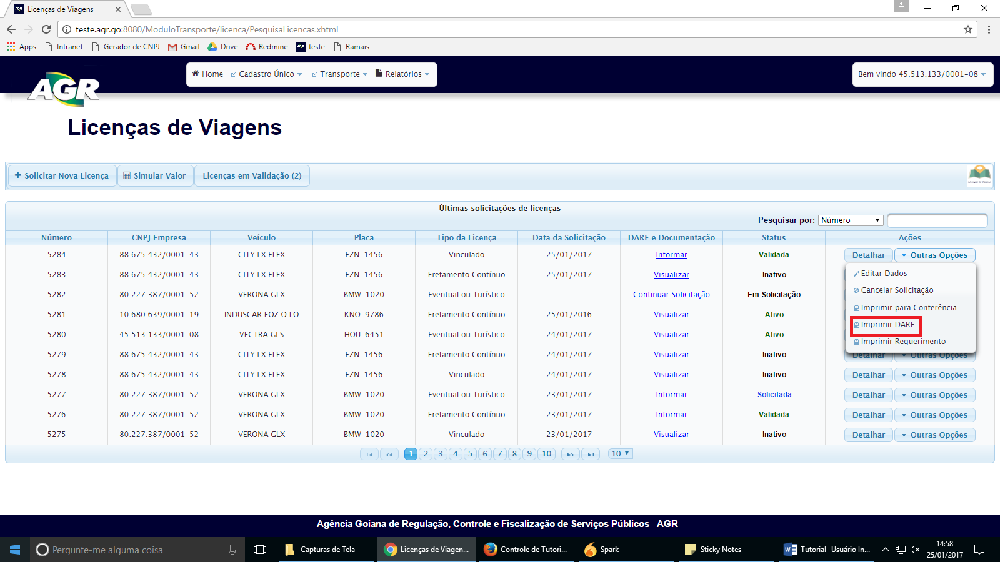 Licenças de Viagens
teste.agr.go:8080/ModuloTransporte/licenca/PesquisaLicencas.xhtml
Apps Intranet Gerador de CNPJ Gmail Drive Redmine AGR teste Ramais
AGR
Home Cadastro Único Transporte Relatórios
Bem vindo 45.513.133/0001-08
Licenças de Viagens
Solicitar Nova Licença Simular Valor Licenças em Validação (2)
Licenças de Viagens
Últimas solicitações de licenças
Pesquisar por: Número
Número CNPJ Empresa Veículo Placa Tipo da Licença Data da Solicitação DARE e Documentação Status Ações
5284 88.675.432/0001-43 CITY LX FLEX EZN-1456 Vinculado 25/01/2017 Informar Validada Detalhar Outras Opções
5283 88.675.432/0001-43 CITY LX FLEX EZN-1456 Fretamento Contínuo 25/01/2017 Visualizar Inativo
5282 80.227.387/0001-52 VERONA GLX BMW-1020 Eventual ou Turístico ----- Continuar Solicitação Em Solicitação
5281 10.680.639/0001-19 INDUSCAR FOZ O LO KNO-9786 Fretamento Contínuo 25/01/2016 Visualizar Ativo
5280 45.513.133/0001-08 VECTRA GLS HOU-6451 Eventual ou Turístico 24/01/2017 Visualizar Ativo
Editar Dados
Cancelar Solicitação
Imprimir para Conferência
Imprimir DARE
Imprimir Requerimento
5279 88.675.432/0001-43 CITY LX FLEX EZN-1456 Fretamento Contínuo 24/01/2017 Visualizar Inativo Detalhar Outras Opções
5278 88.675.432/0001-43 CITY LX FLEX EZN-1456 Vinculado 24/01/2017 Visualizar Inativo Detalhar Outras Opções
5277 80.227.387/0001-52 VERONA GLX BMW-1020 Eventual ou Turístico 23/01/2017 Informar Solicitada Detalhar Outras Opções
5276 80.227.387/0001-52 VERONA GLX BMW-1020 Fretamento Contínuo 23/01/2017 Informar Validada Detalhar Outras Opções
5275 80.227.387/0001-52 VERONA GLX BMW-1020 Vinculado 23/01/2017 Visualizar Inativo Detalhar Outras Opções
1 2 3 4 5 6 7 8 9 10 10
Agência Goiana de Regulação, Controle e Fiscalização de Serviços Públicos AGR
Pergunte-me alguma coisa Capturas de Tela Licenças de Viagen... Controle de Tutori... Spark Sticky Notes Tutorial -Usuário In... 14:58
25/01/2017